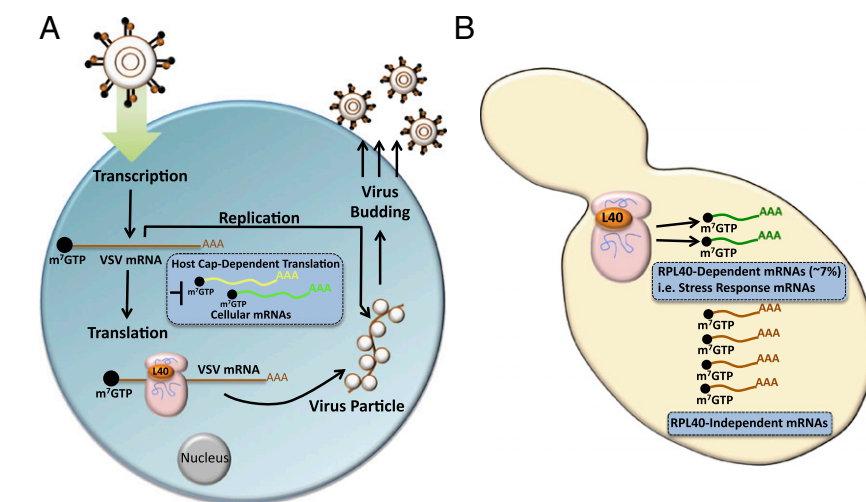 A
Transcription
Replication
AAA
m⁷GTP VSV mRNA
Host Cap-Dependent Translation
AAA
m⁷GTP
AAA
m⁷GTP
Cellular mRNAs
Translation
L40
VSV mRNA
AAA
m⁷GTP
Nucleus
Virus
Budding
Virus Particle
B
L40
AAA
m⁷GTP
AAA
m⁷GTP
RPL40-Dependent mRNAs (~7%)
i.e. Stress Response mRNAs
AAA
m⁷GTP
AAA
m⁷GTP
AAA
m⁷GTP
AAA
m⁷GTP
RPL40-Independent mRNAs